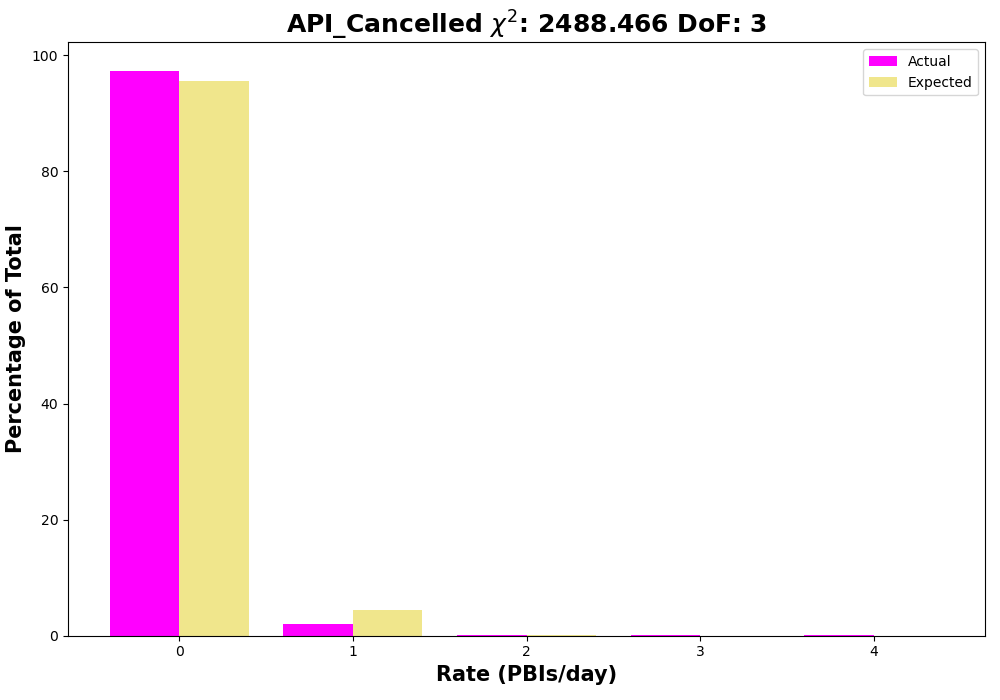 API_Cancelled χ²: 2488.466 DoF: 3
Actual
Expected
100
80
60
40
20
0
Percentage of Total
0 1 2 3 4
Rate (PBIs/day)